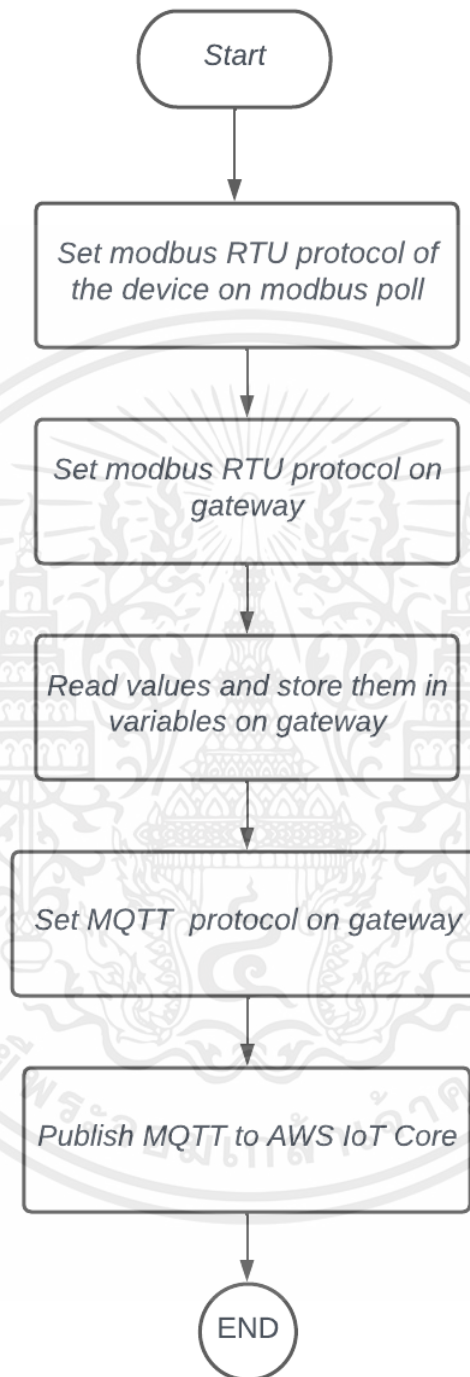 Start
Set modbus RTU protocol of
the device on modbus poll
Set modbus RTU protocol on
gateway
Read values and store them in
variables on gateway
Set MQTT  protocol on gateway
Publish MQTT to AWS IoT Core
END